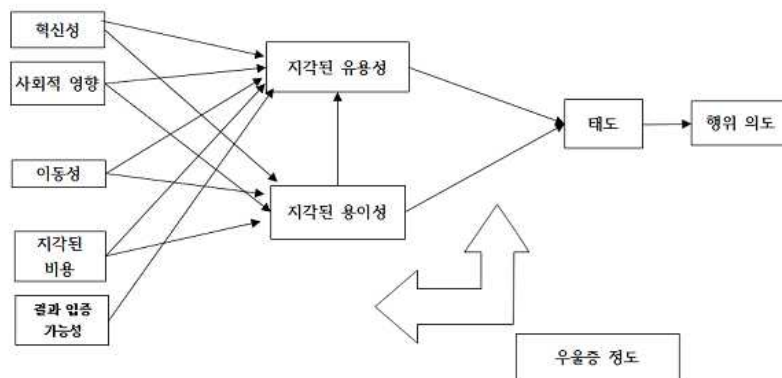 혁신성
사회적 영향
이동성
지각된
비용
결과 입증
가능성
지각된 유용성
지각된 용이성
태도
행위 의도
우울증 정도